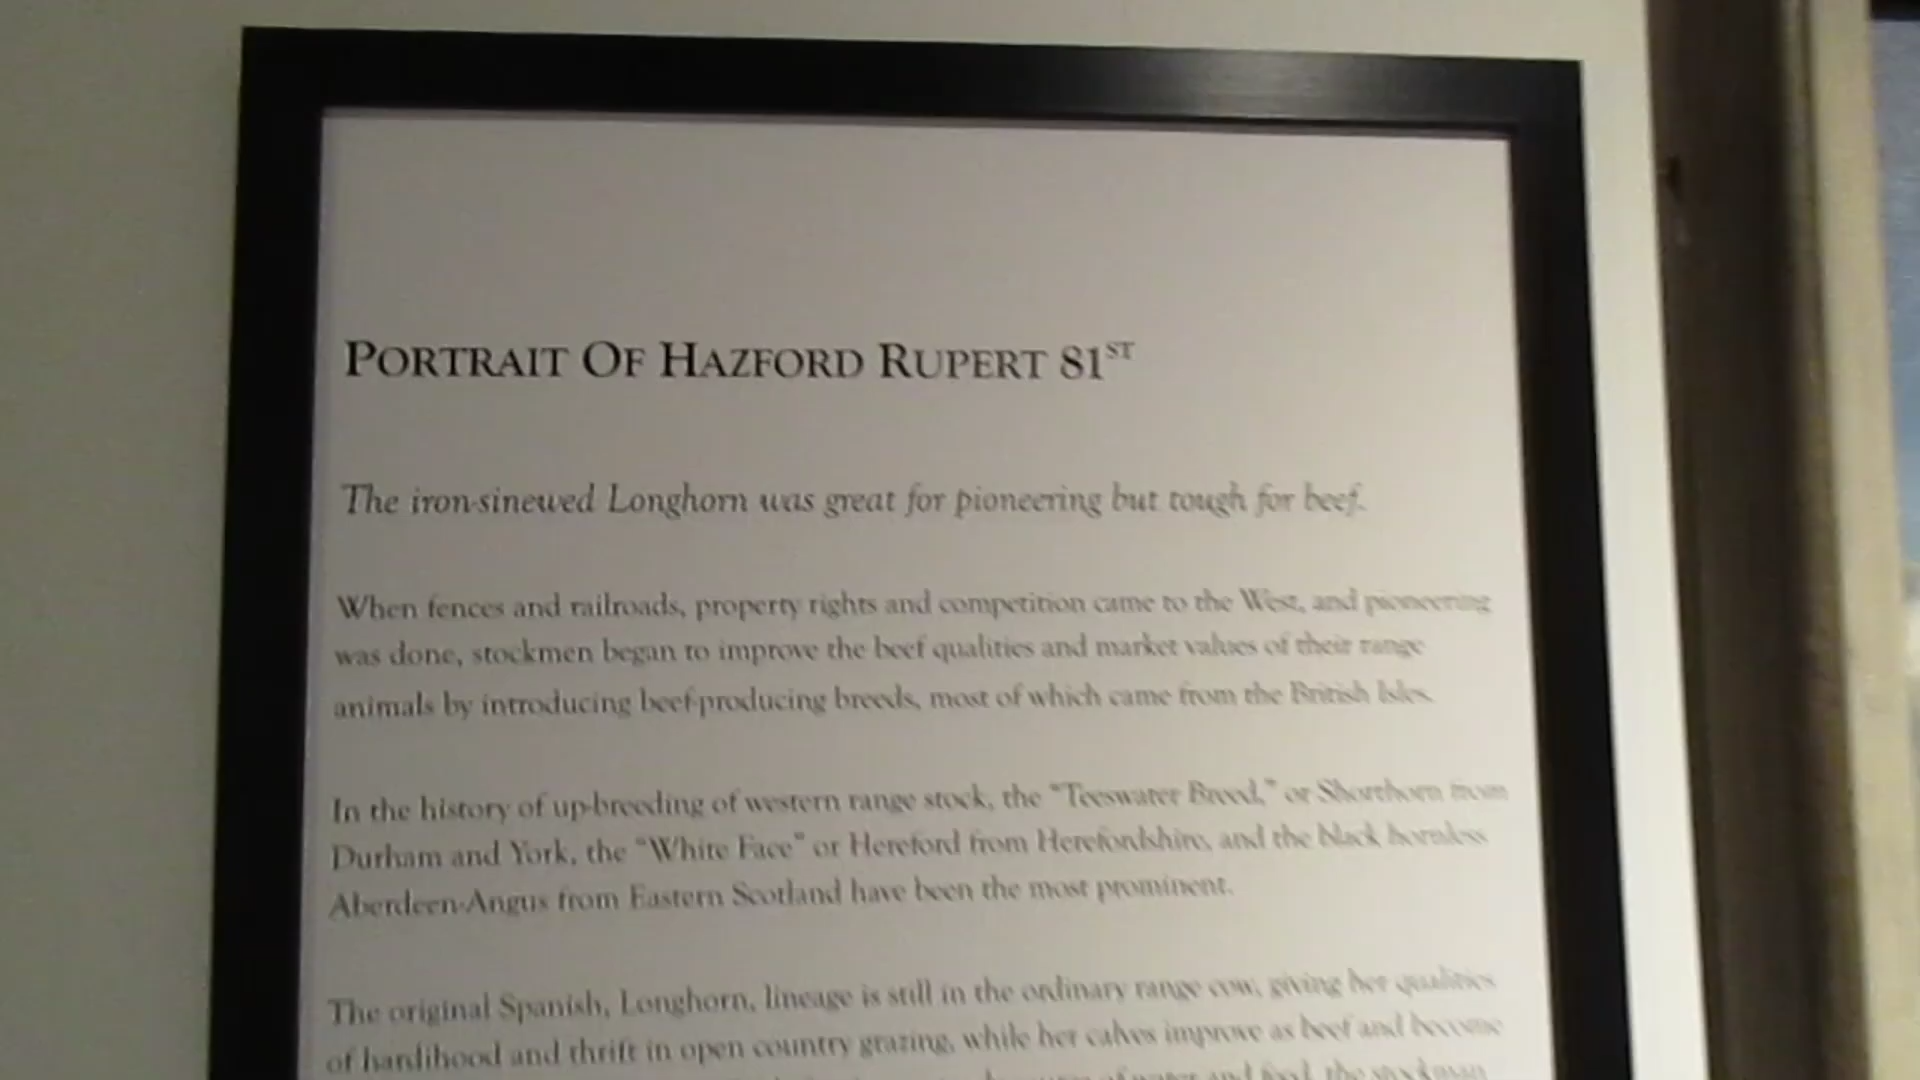 PORTRAIT OF HAZFORD RUPERT 81ST
The iron-sinewed Longhorn was great for pioneering but tough for beef.
When fences and railroads, property rights and competition came to the West, and pioneering
was done, stockmen began to improve the beef qualities and market values of their range
animals by introducing beef-producing breeds, most of which came from the British Isles.
In the history of up-breeding of western range stock, the "Teeswater Breed," or Shorthorn from
Durham and York, the "White Face" or Hereford from Herefordshire, and the black hornless
Aberdeen-Angus from Eastern Scotland have been the most prominent.
The original Spanish, Longhorn, lineage is still in the ordinary range cow, giving her qualities
of hardihood and thrift in open country grazing, while her calves improve as beef and become
of water and food, the stockman